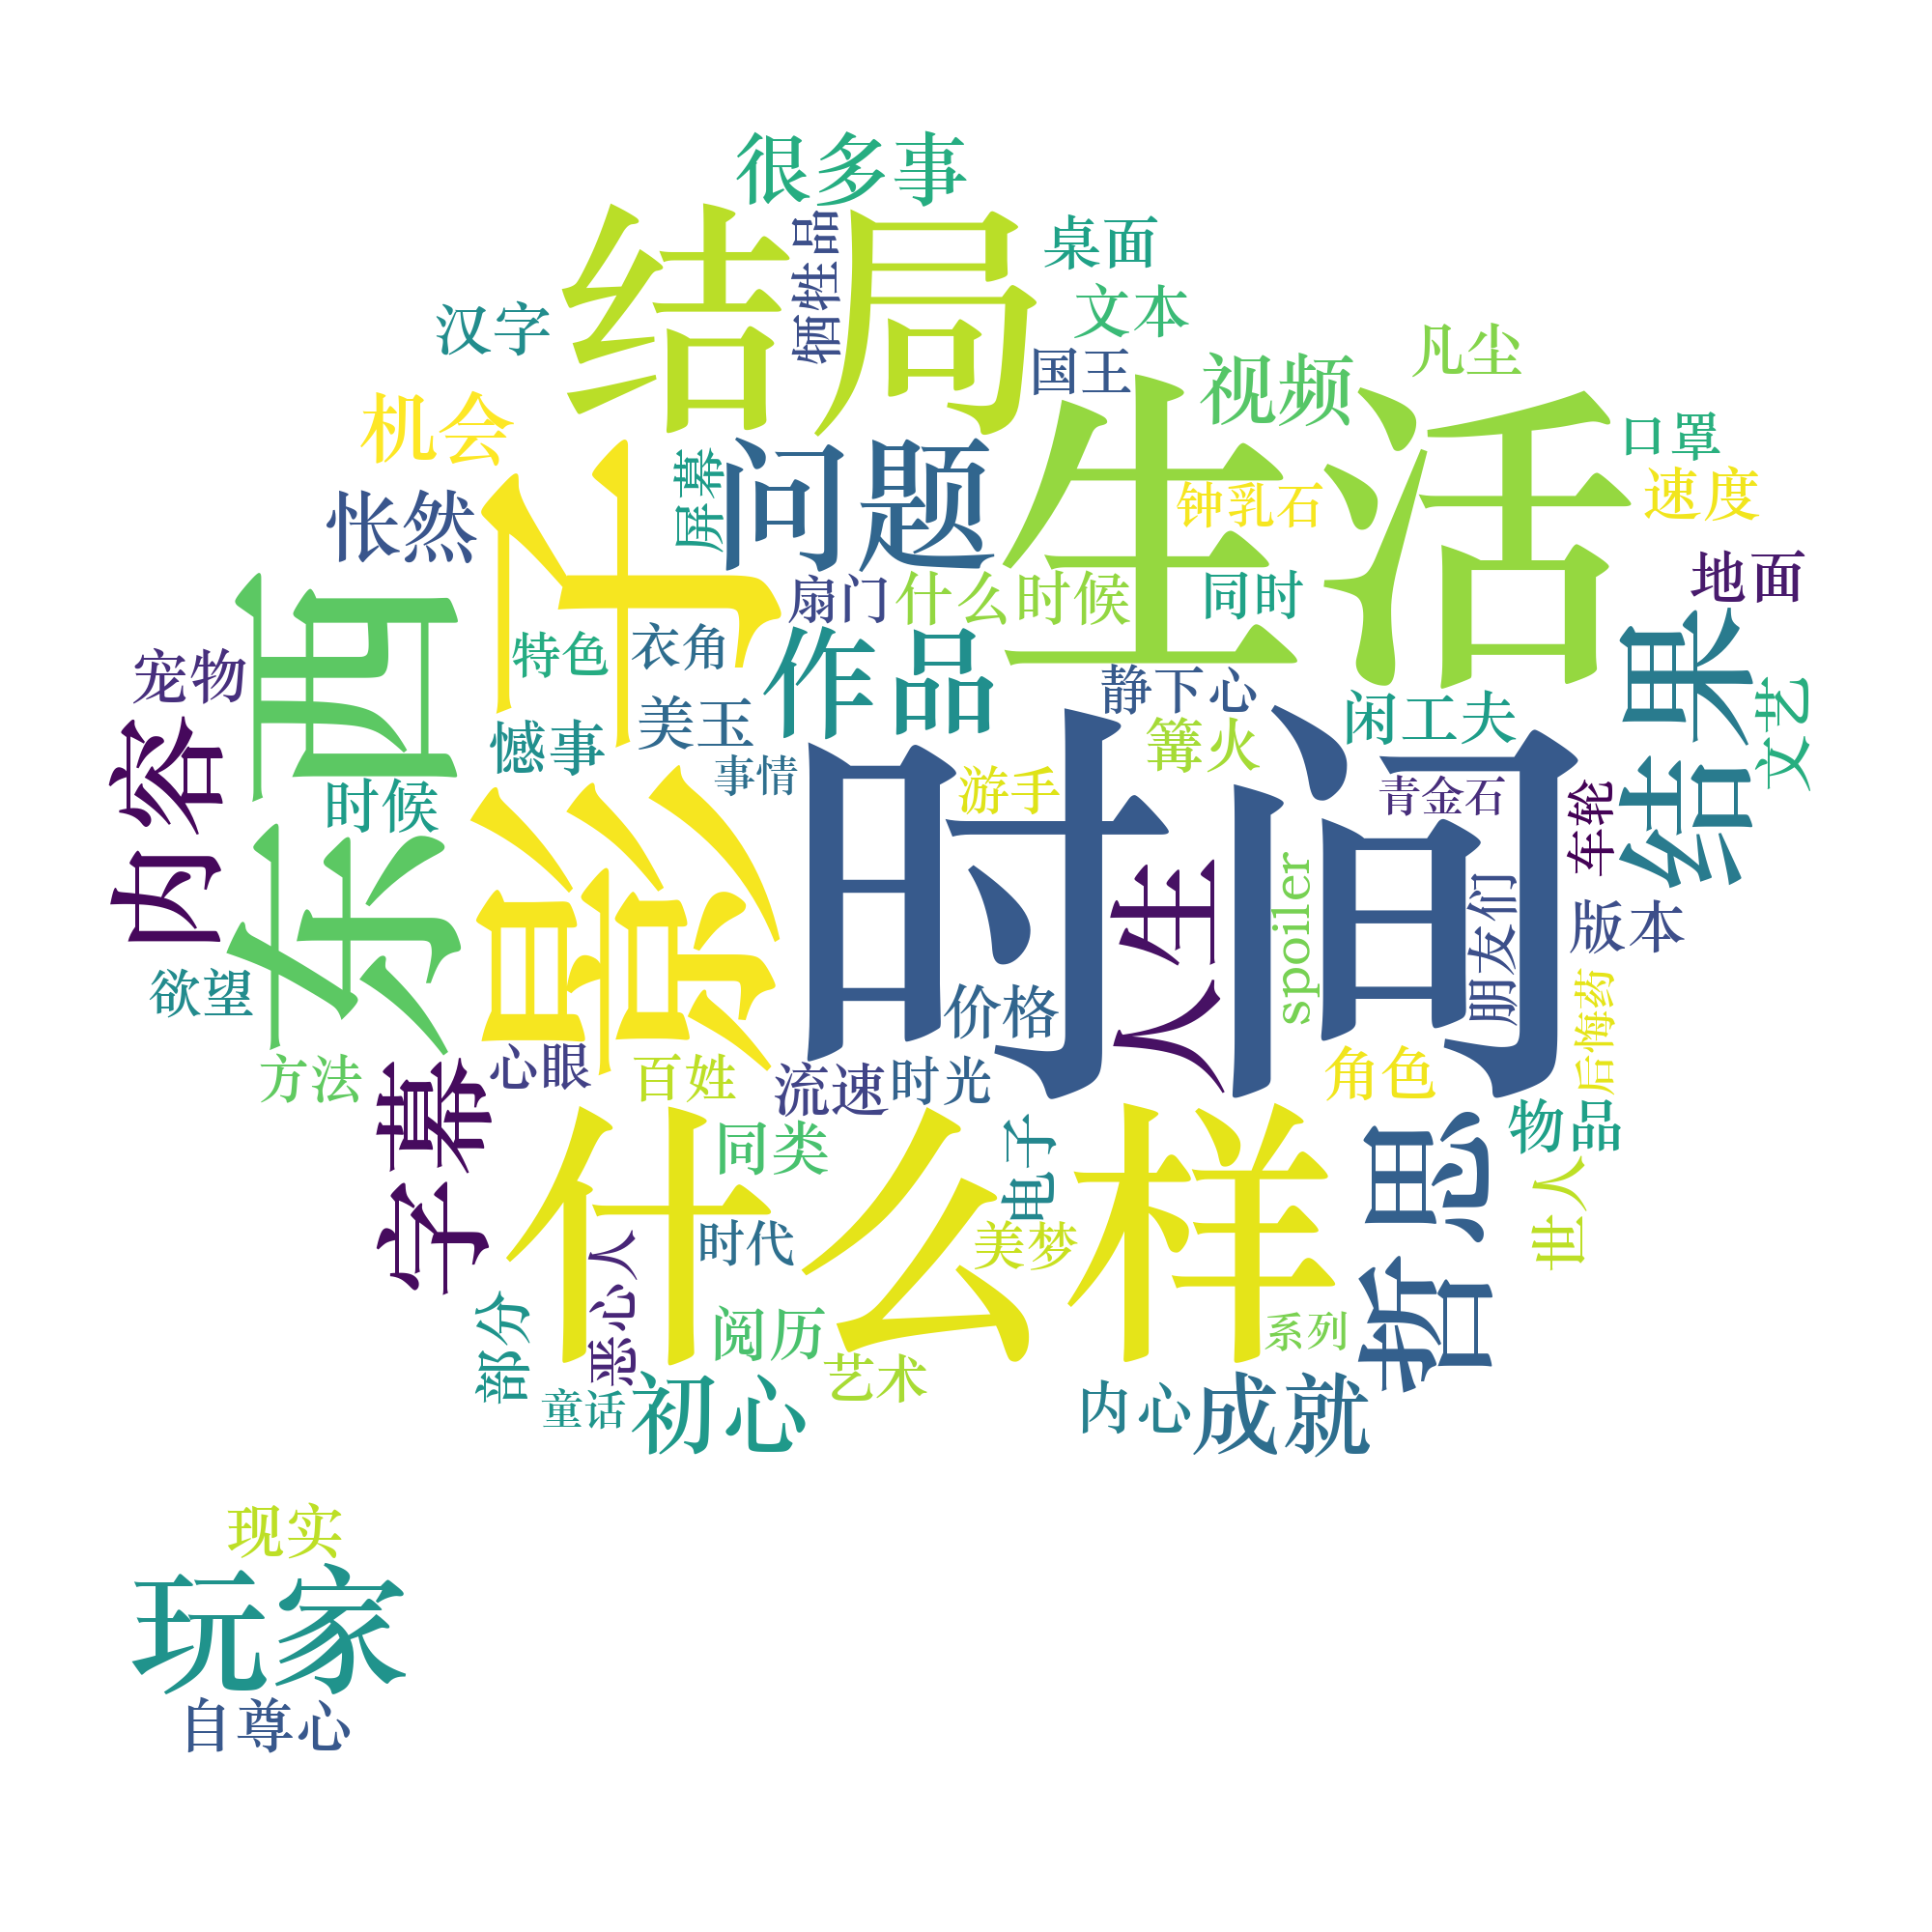 很多事
结局
牺牲品
桌面
文本
汉字
国王
视频
凡尘
机会
口罩
生活
问题
屏幕
影片
钟乳石
速度
怅然
地面
扇门
什么时候
同时
东西
特色
衣角
作品
结果
宠物
静下心
内容
憾事
美玉
篝火
闲工夫
文艺
事情
时间
时候
游手
青金石
车轮
人生
spoiler
朋友们
版本
欲望
价格
后悔药
方法
字幕
心眼
百姓
流速
时光
角色
什么样
同类
电子
哲思
物品
世人
时代
美梦
恶心人
部分
阅历
系列
艺术
童话
初心
内心
成就
现实
玩家
自尊心